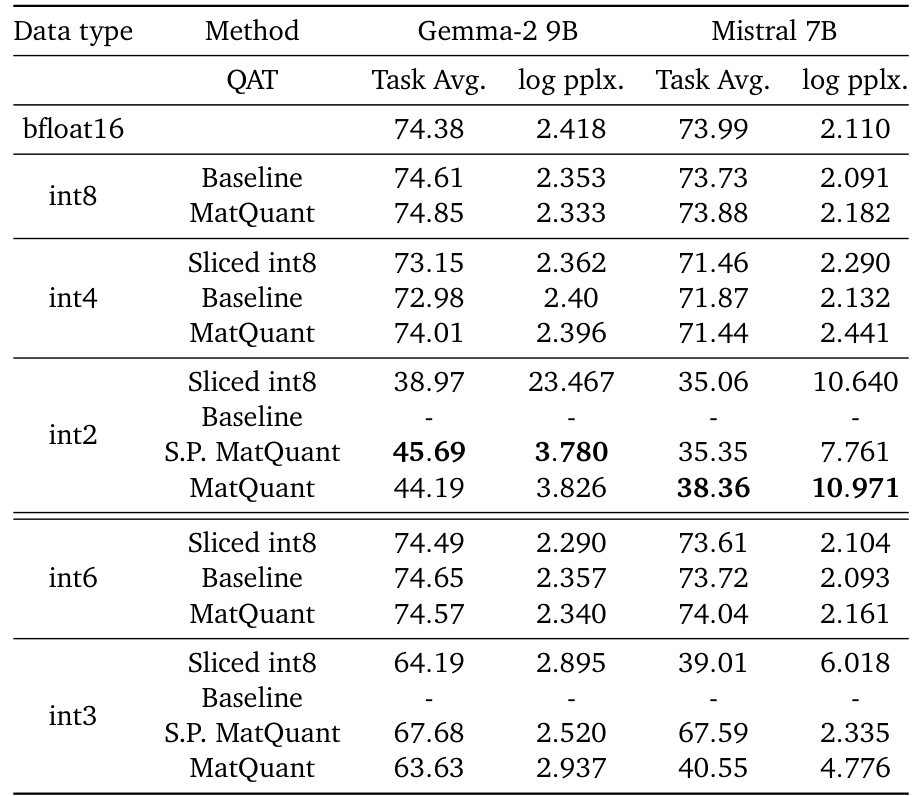 Data type Method Gemma-2 9B Mistral 7B
QAT Task Avg. log pplx. Task Avg. log pplx.
bfloat16 74.38 2.418 73.99 2.110
int8
Baseline 74.61 2.353 73.73 2.091
MatQuant 74.85 2.333 73.88 2.182
int4
Sliced int8 73.15 2.362 71.46 2.290
Baseline 72.98 2.40 71.87 2.132
MatQuant 74.01 2.396 71.44 2.441
int2
Sliced int8 38.97 23.467 35.06 10.640
Baseline - - - -
S.P. MatQuant 45.69 3.780 35.35 7.761
MatQuant 44.19 3.826 38.36 10.971
int6
Sliced int8 74.49 2.290 73.61 2.104
Baseline 74.65 2.357 73.72 2.093
MatQuant 74.57 2.340 74.04 2.161
int3
Sliced int8 64.19 2.895 39.01 6.018
Baseline - - - -
S.P. MatQuant 67.68 2.520 67.59 2.335
MatQuant 63.63 2.937 40.55 4.776